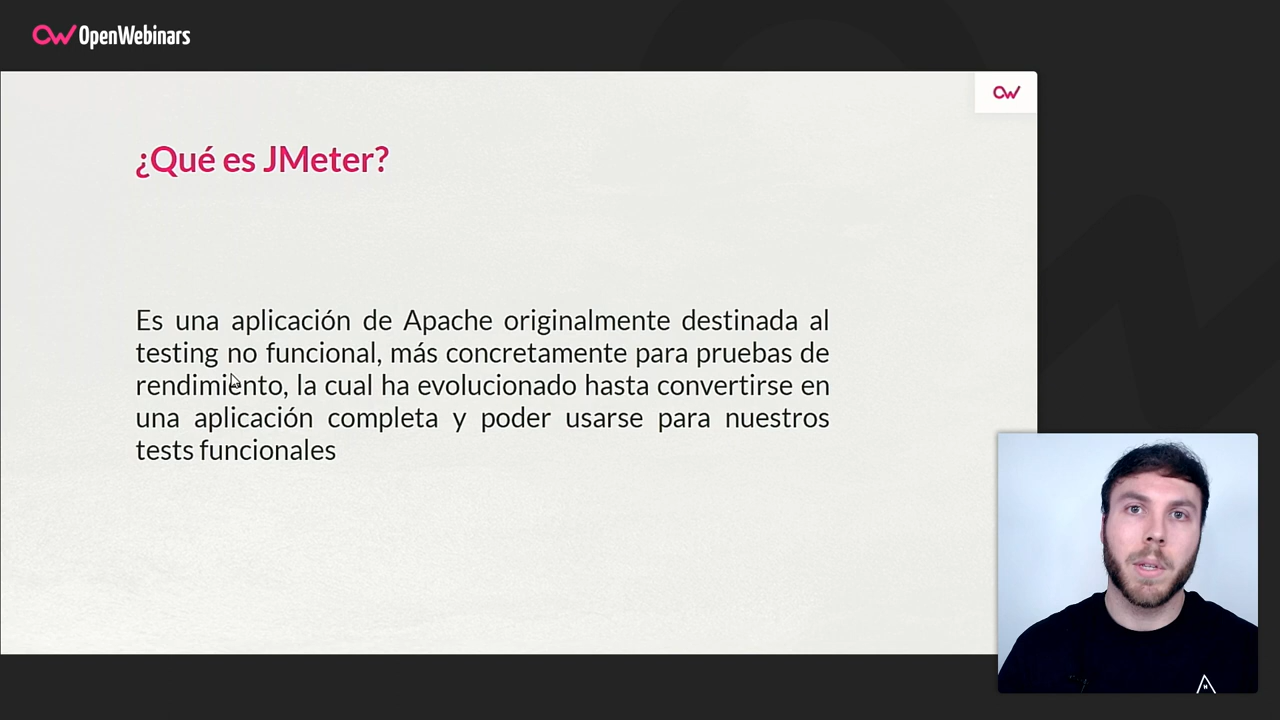 OpenWebinars
¿Qué es JMeter?
Es una aplicación de Apache originalmente destinada al
testing no funcional, más concretamente para pruebas de
rendimiento, la cual ha evolucionado hasta convertirse en
una aplicación completa y poder usarse para nuestros
tests funcionales